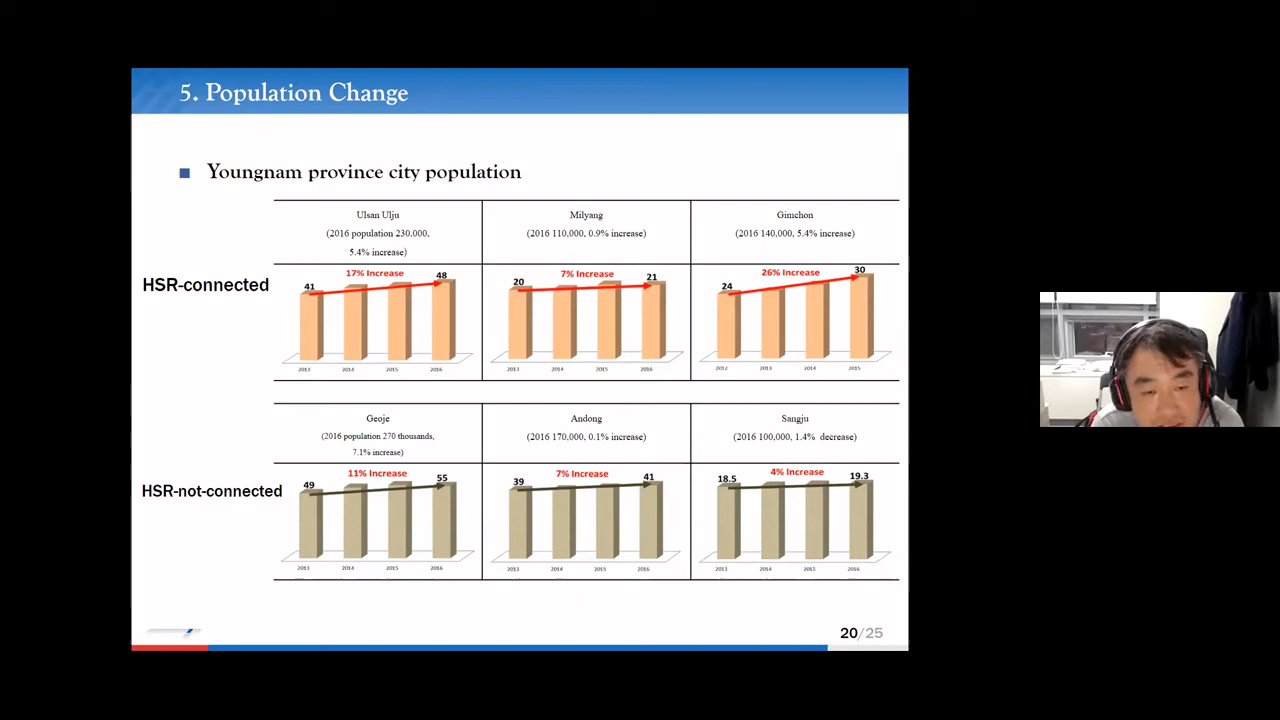 5. Population Change
Youngnam province city population
Ulsan Ulju
(2016 population 230,000,
5.4% increase)
Milyang
(2016 110,000, 0.9% increase)
Gimchon
(2016 140,000, 5.4% increase)
HSR-connected
17% Increase
41
48
2013 2014 2015 2016
7% Increase
20
21
2013 2014 2015 2016
26% Increase
24
30
2012 2013 2014 2015
Geoje
(2016 population 270 thousands,
7.1% increase)
Andong
(2016 170,000, 0.1% increase)
Sangju
(2016 100,000, 1.4% decrease)
HSR-not-connected
11% Increase
49
55
2013 2014 2015 2016
7% Increase
39
41
2013 2014 2015 2016
4% Increase
18.5
19.3
2013 2014 2015 2016
20/25